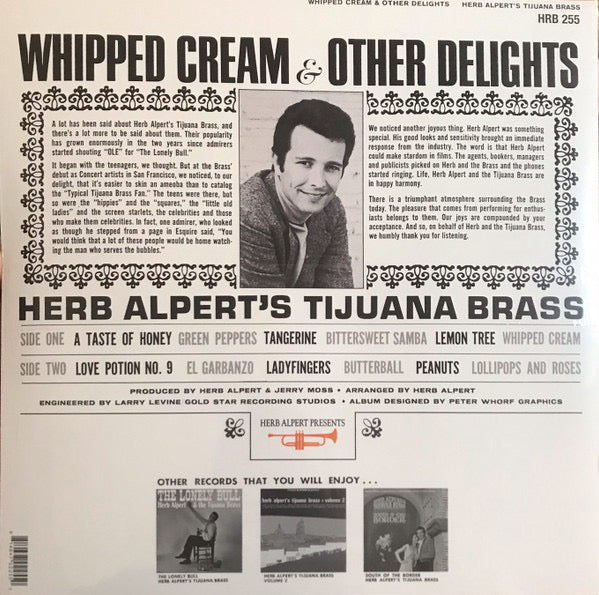 WHIPPED CREAM & OTHER DELIGHTS HERB ALPERT'S TIJUANA BRASS
HRB 255
WHIPPED CREAM & OTHER DELIGHTS
A lot has been said about Herb Alpert's Tijuana Brass, and
there's a lot more to be said about them. Their popularity
has grown enormously in the two years since admirers
started shouting "OLE" for "The Lonely Bull."
It began with the teenagers, we thought. But at the Brass'
debut as Concert artists in San Francisco, we noticed, to our
delight, that it's easier to skin an ameoba than to catalog
the "Typical Tijuana Brass Fan." The teens were there, but
so were the "hippies" and the "squares," the "little old
ladies" and the screen starlets, the celebrities and those
who make them celebrities. In fact, one admirer, who looked
as though he stepped from a page in Esquire said, "You
would think that a lot of these people would be home watch-
ing the man who serves the bubbles."
We noticed another joyous thing. Herb Alpert was something
special. His good looks and sensitivity brought an immediate
response from the industry. The word is that Herb Alpert
could make stardom in films. The agents, bookers, managers
and publicists picked on Herb and the Brass and the phones
started ringing. Life, Herb Alpert and the Tijuana Brass are
in happy harmony.
There is a triumphant atmosphere surrounding the Brass
today. The pleasure that comes from performing for enthus-
iasts belongs to them. Our joys are compounded by your
acceptance. And so, on behalf of Herb and the Tijuana Brass,
we humbly thank you for listening.
HERB ALPERT'S TIJUANA BRASS
SIDE ONE A TASTE OF HONEY GREEN PEPPERS TANGERINE BITTERSWEET SAMBA LEMON TREE WHIPPED CREAM
SIDE TWO LOVE POTION NO. 9 EL GARBANZO LADYFINGERS BUTTERBALL PEANUTS LOLLIPOPS AND ROSES
PRODUCED BY HERB ALPERT & JERRY MOSS • ARRANGED BY HERB ALPERT
ENGINEERED BY LARRY LEVINE GOLD STAR RECORDING STUDIOS • ALBUM DESIGNED BY PETER WHORF GRAPHICS
HERB ALPERT PRESENTS
OTHER RECORDS THAT YOU WILL ENJOY...
THE LONELY BULL
Herb Alpert & the Tijuana Brass
herb alpert's tijuana brass • volume 2
THE LONELY BULL
HERB ALPERT'S TIJUANA BRASS
HERB ALPERT'S TIJUANA BRASS
VOLUME 2
SOUTH OF THE BORDER
HERB ALPERT'S TIJUANA BRASS